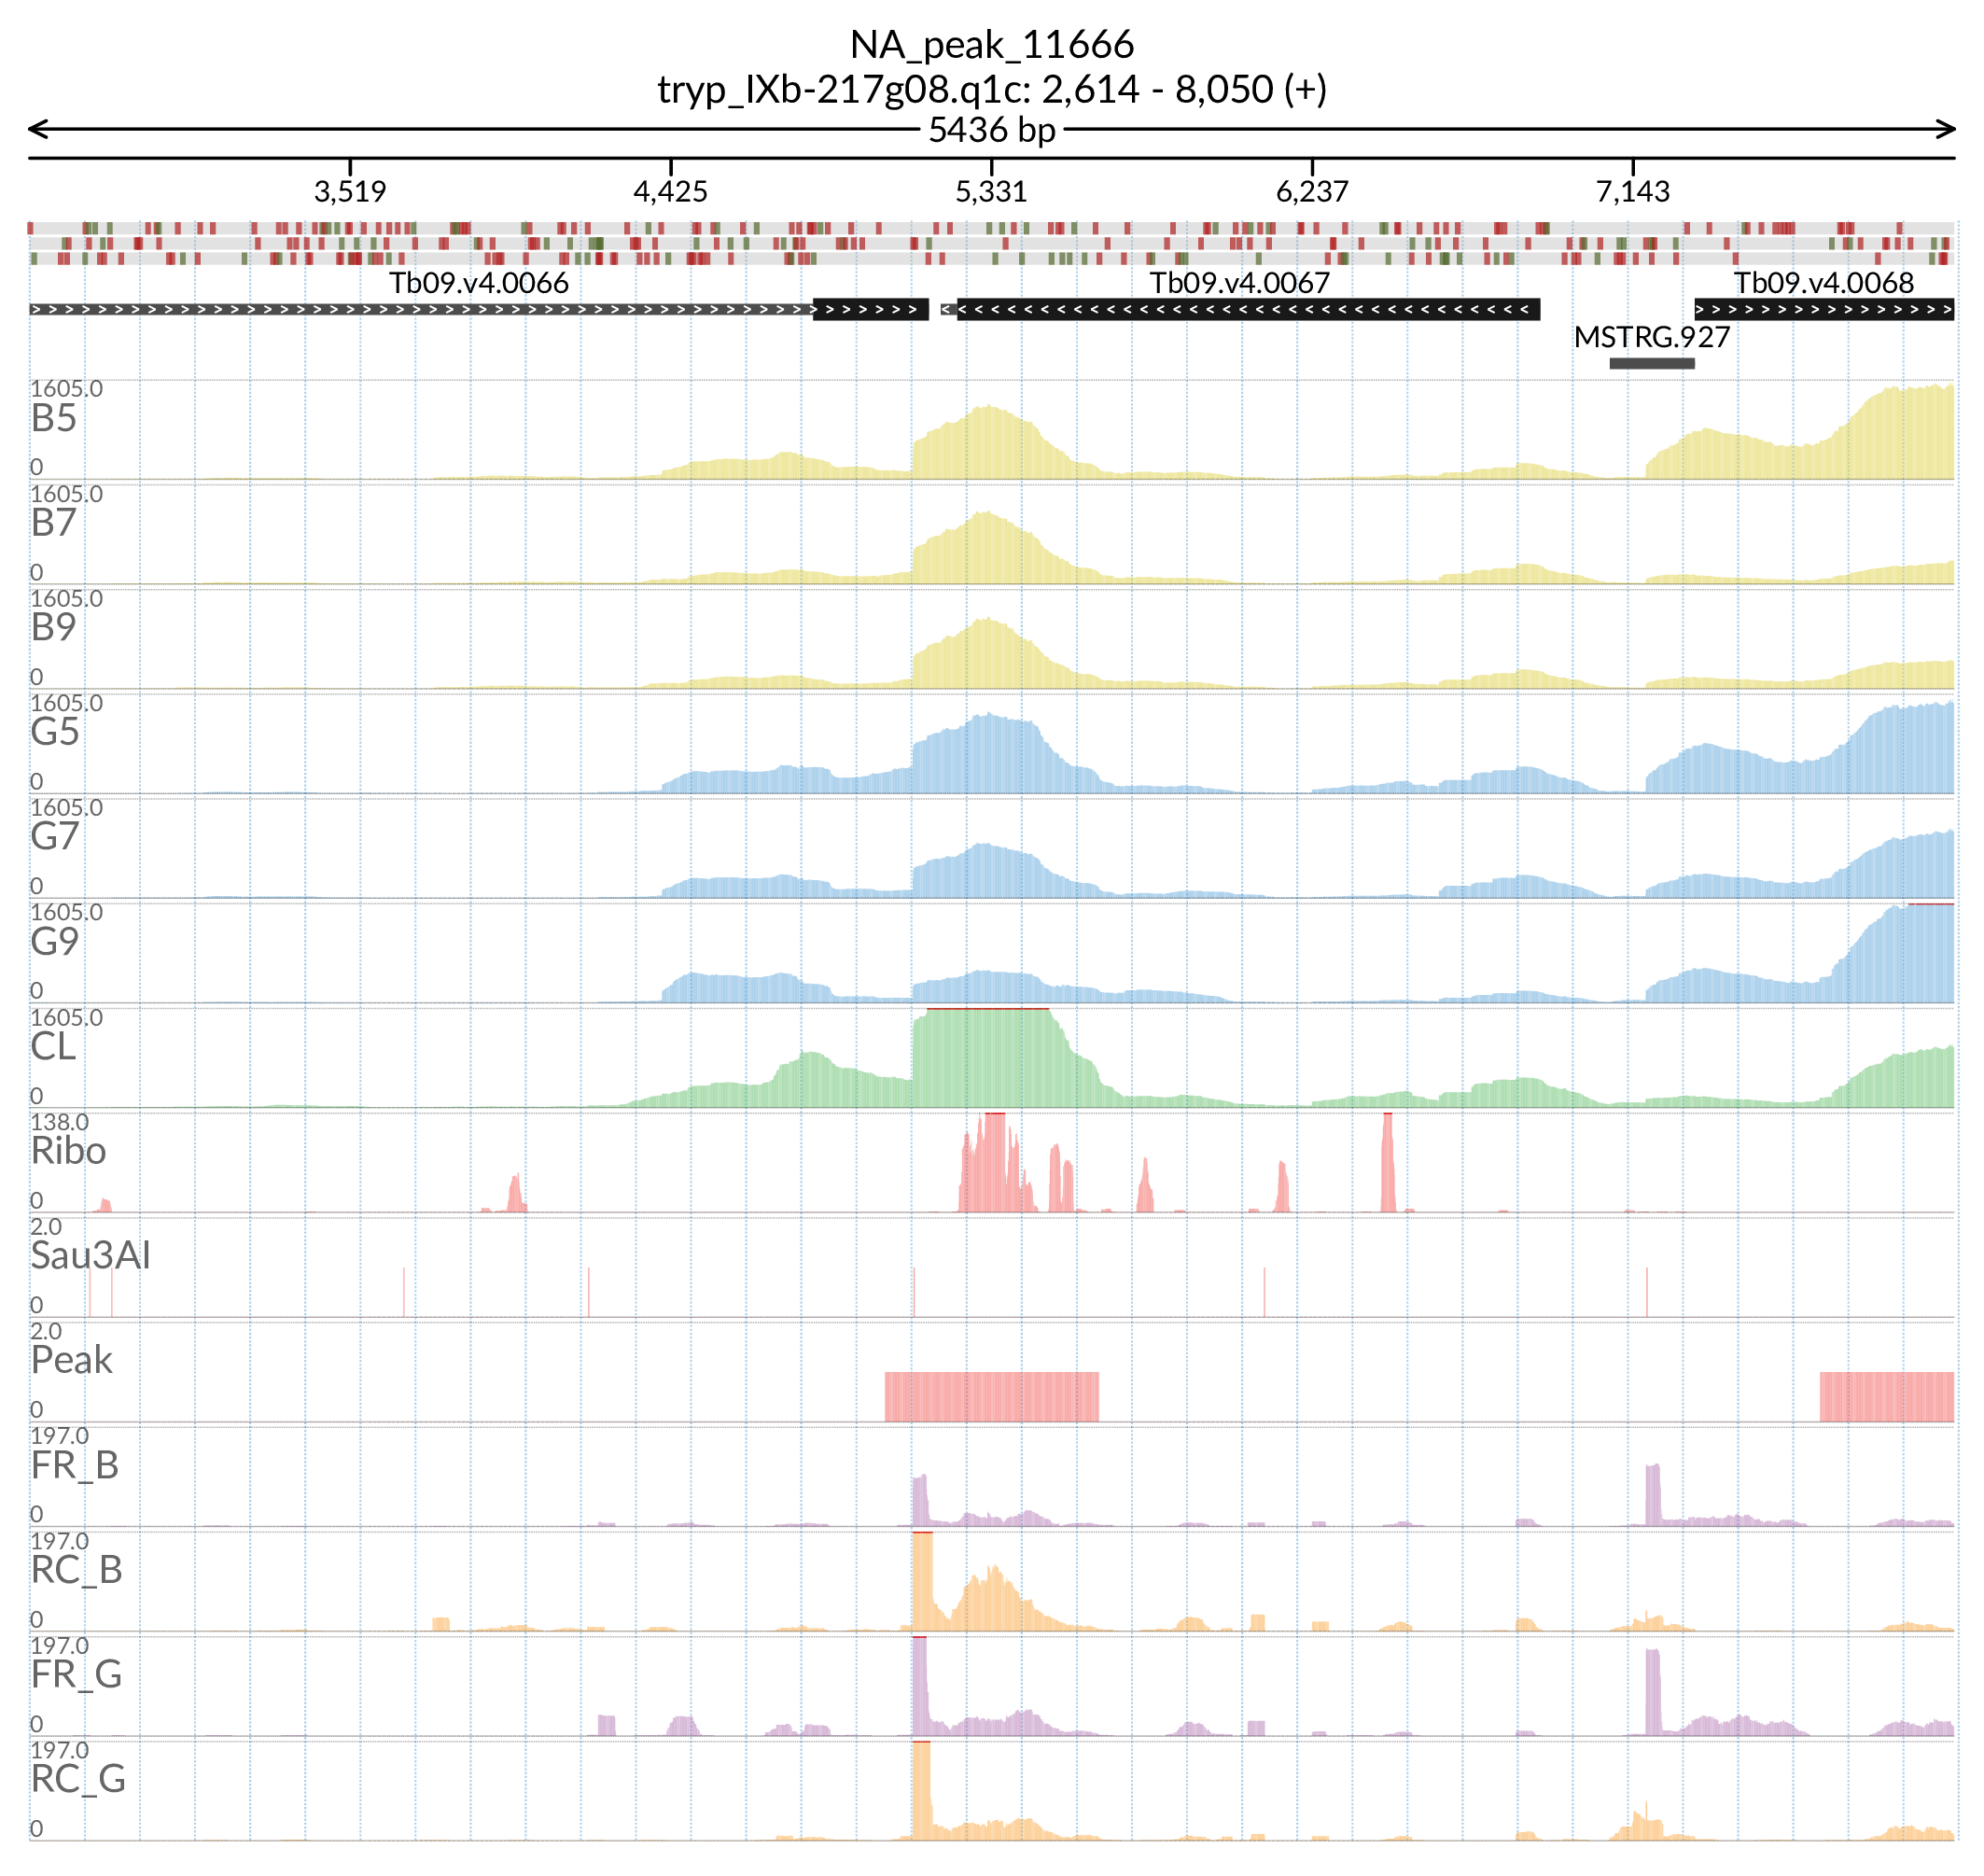 NA_peak_11666
tryp_IXb-217g08.q1c: 2,614 - 8,050 (+)
5436 bp
3,519 4,425 5,331 6,237 7,143
Tb09.v4.0066 Tb09.v4.0067 Tb09.v4.0068
MSTRG.927
1605.0
B5
0
1605.0
B7
0
1605.0
B9
0
1605.0
G5
0
1605.0
G7
0
1605.0
G9
0
1605.0
CL
0
138.0
Ribo
0
2.0
Sau3AI
0
2.0
Peak
0
197.0
FR_B
0
197.0
RC_B
0
197.0
FR_G
0
197.0
RC_G
0